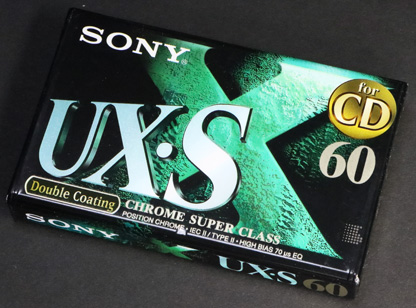 SONY
for
CD
UX·S
60
Double Coating
CHROME SUPER CLASS
POSITION CHROME · IEC II / TYPE II · HIGH BIAS 70 µs EQ
SONY
UX·S 60